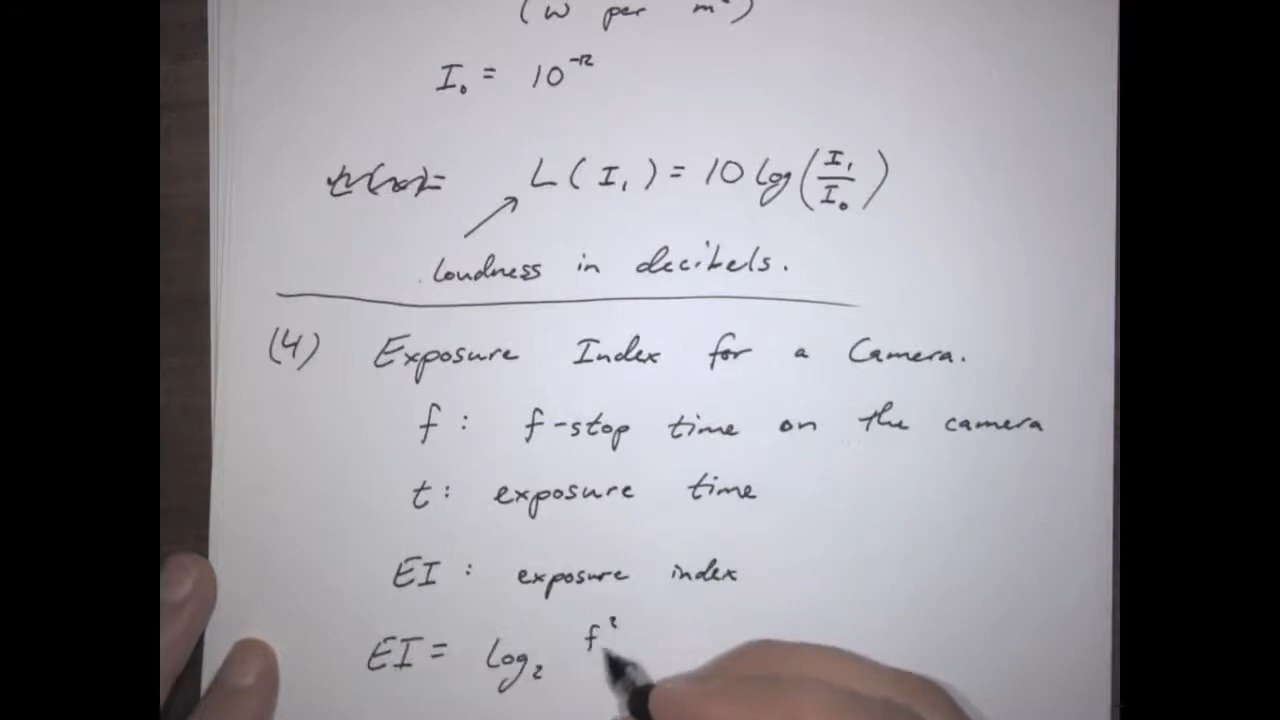 (W per m²)
I₀ = 10⁻¹²
L(I₁) = 10 log(I₁/I₀)
loudness in decibels.
(4) Exposure Index for a Camera.
f : f-stop time on the camera
t : exposure time
EI : exposure index
EI = log₂ f²